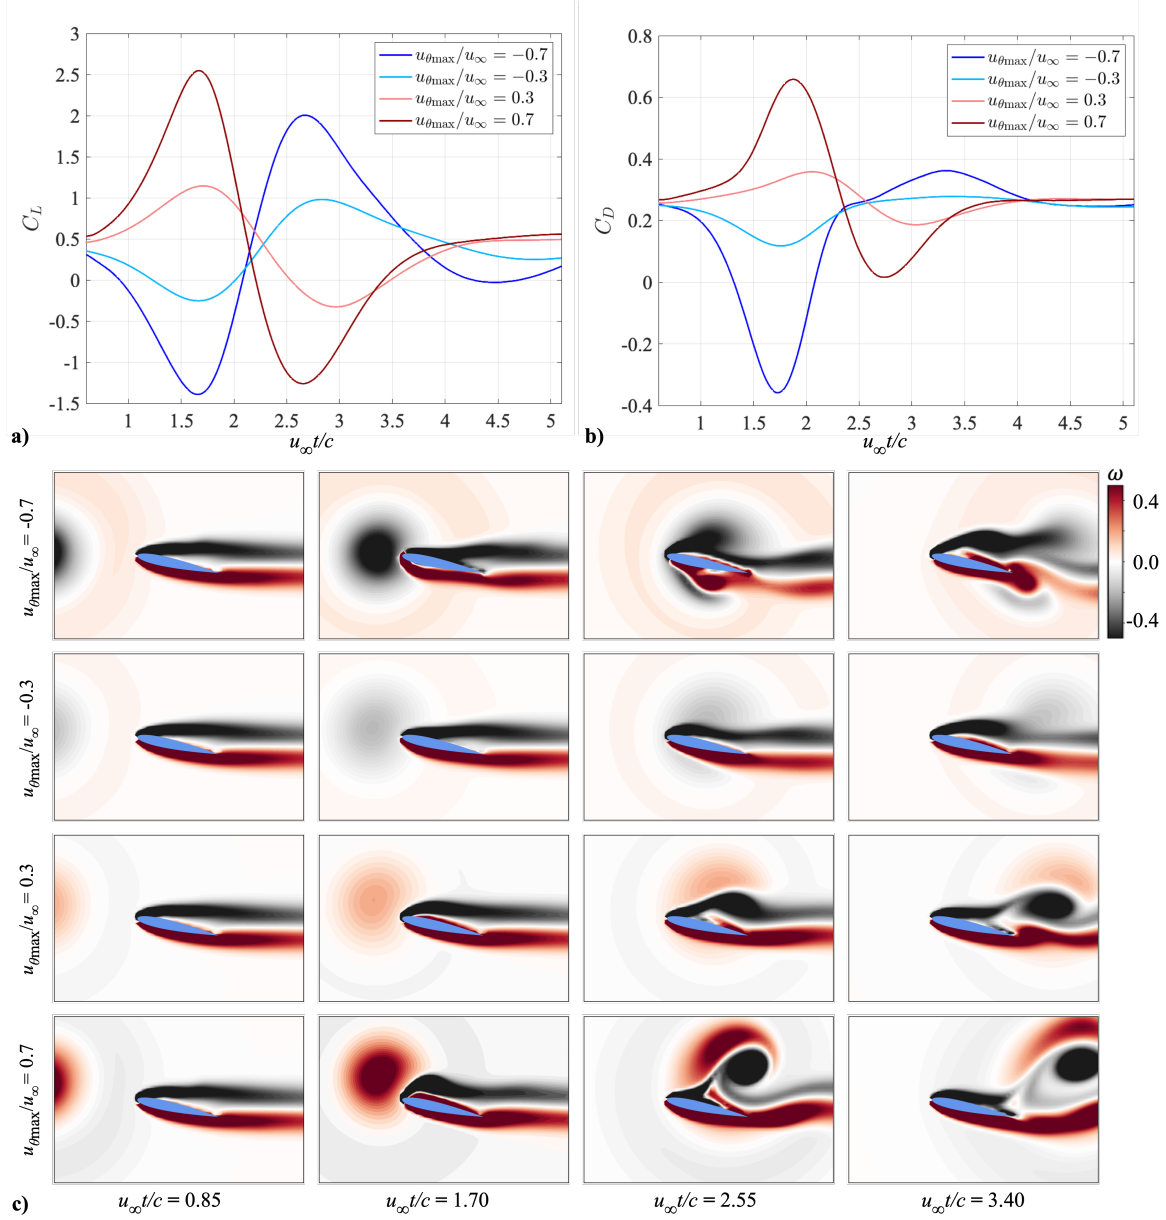 3
2.5
2
1.5
1
0.5
0
-0.5
-1
-1.5
C_L
1 1.5 2 2.5 3 3.5 4 4.5 5
u∞t/c
a)
u_θmax/u_∞ = −0.7
u_θmax/u_∞ = −0.3
u_θmax/u_∞ = 0.3
u_θmax/u_∞ = 0.7
0.8
0.6
0.4
0.2
0
-0.2
-0.4
C_D
1 1.5 2 2.5 3 3.5 4 4.5 5
u∞t/c
b)
u_θmax/u_∞ = −0.7
u_θmax/u_∞ = −0.3
u_θmax/u_∞ = 0.3
u_θmax/u_∞ = 0.7
u_θmax/u_∞= -0.7
u_θmax/u_∞= -0.3
u_θmax/u_∞= 0.3
u_θmax/u_∞= 0.7
ω
0.4
0.0
-0.4
c)
u∞t/c = 0.85
u∞t/c = 1.70
u∞t/c = 2.55
u∞t/c = 3.40